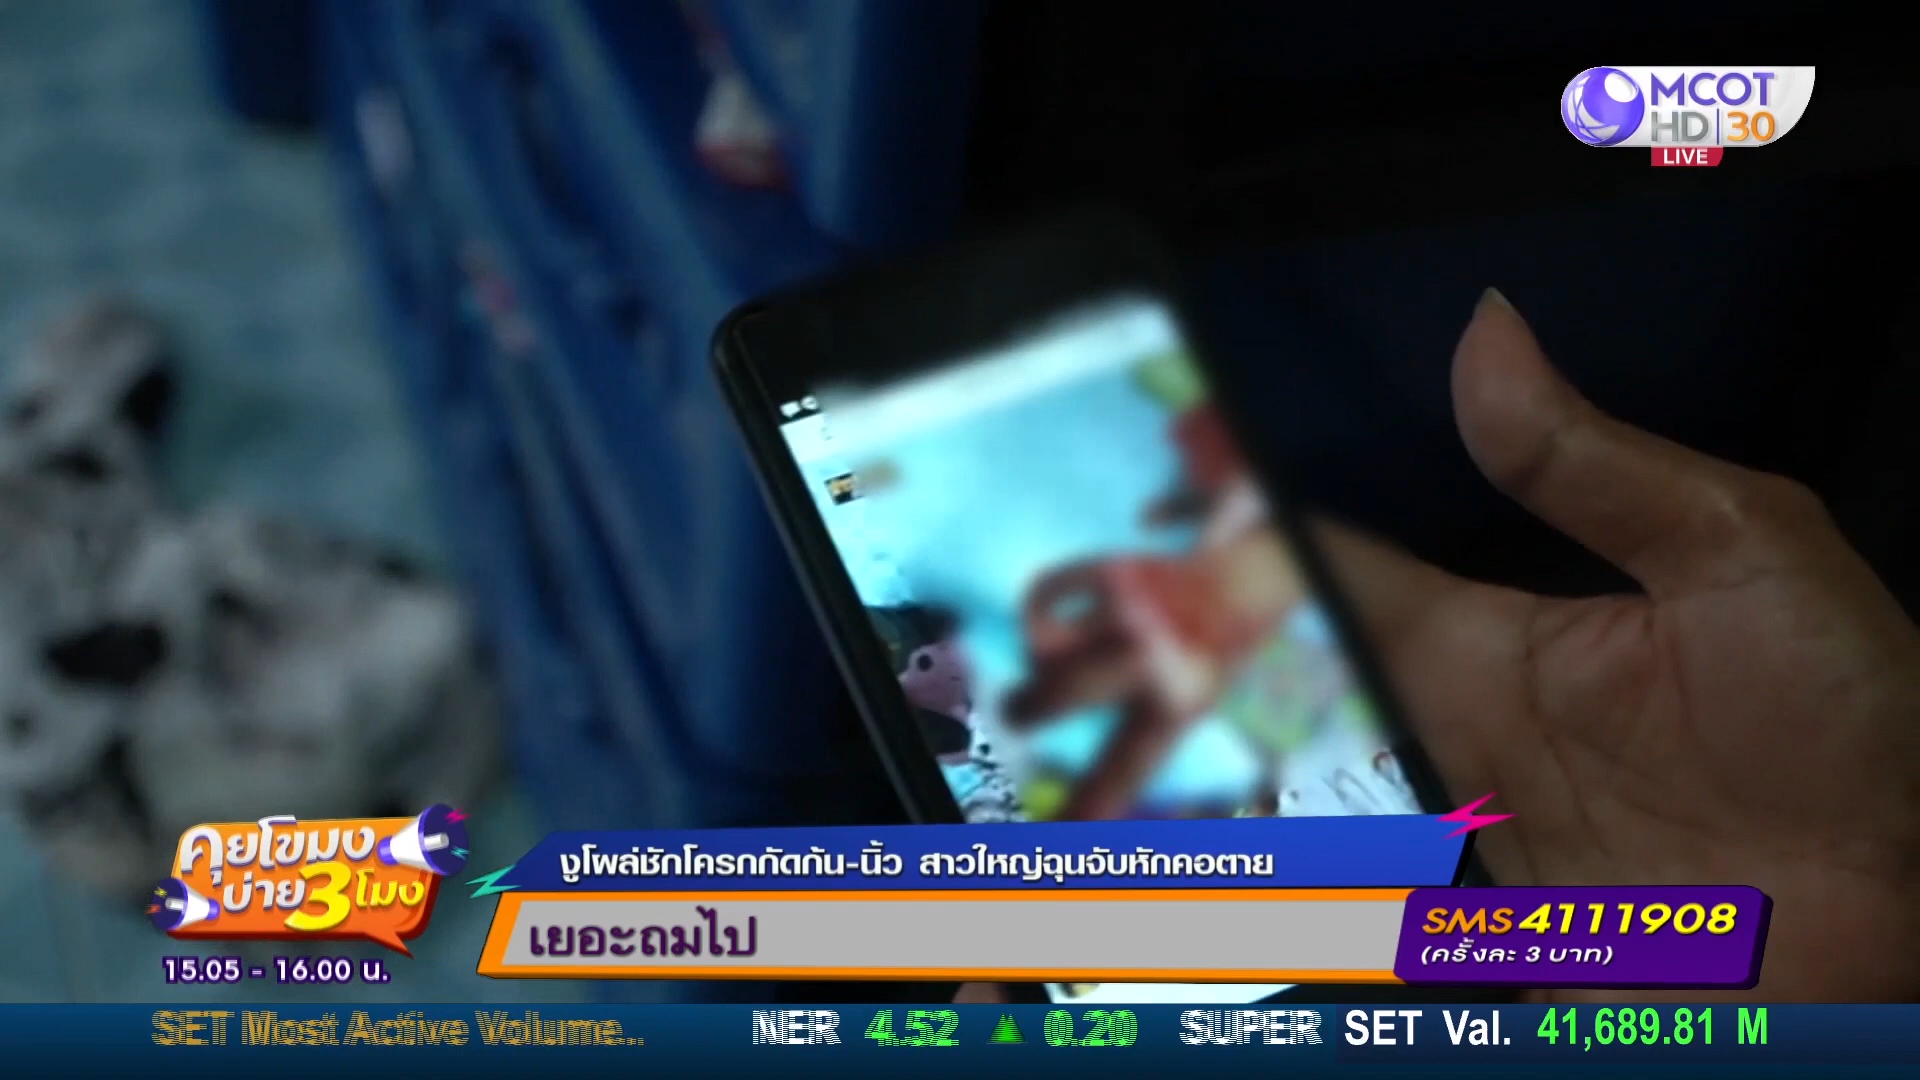 MCOT
HD 30
LIVE
คุยโขมง
บ่าย 3 โมง
15.05 - 16.00 น.
งูโผล่ชักโครกกัดก้น-นิ้ว สาวใหญ่ฉุนจับหักคอตาย
เยอะถมไป
SMS 4111908
(ครั้งละ 3 บาท)
SET Most Active Volume.. NER 4.52 ▲ 0.20 SUPER SET Val. 41,689.81 M